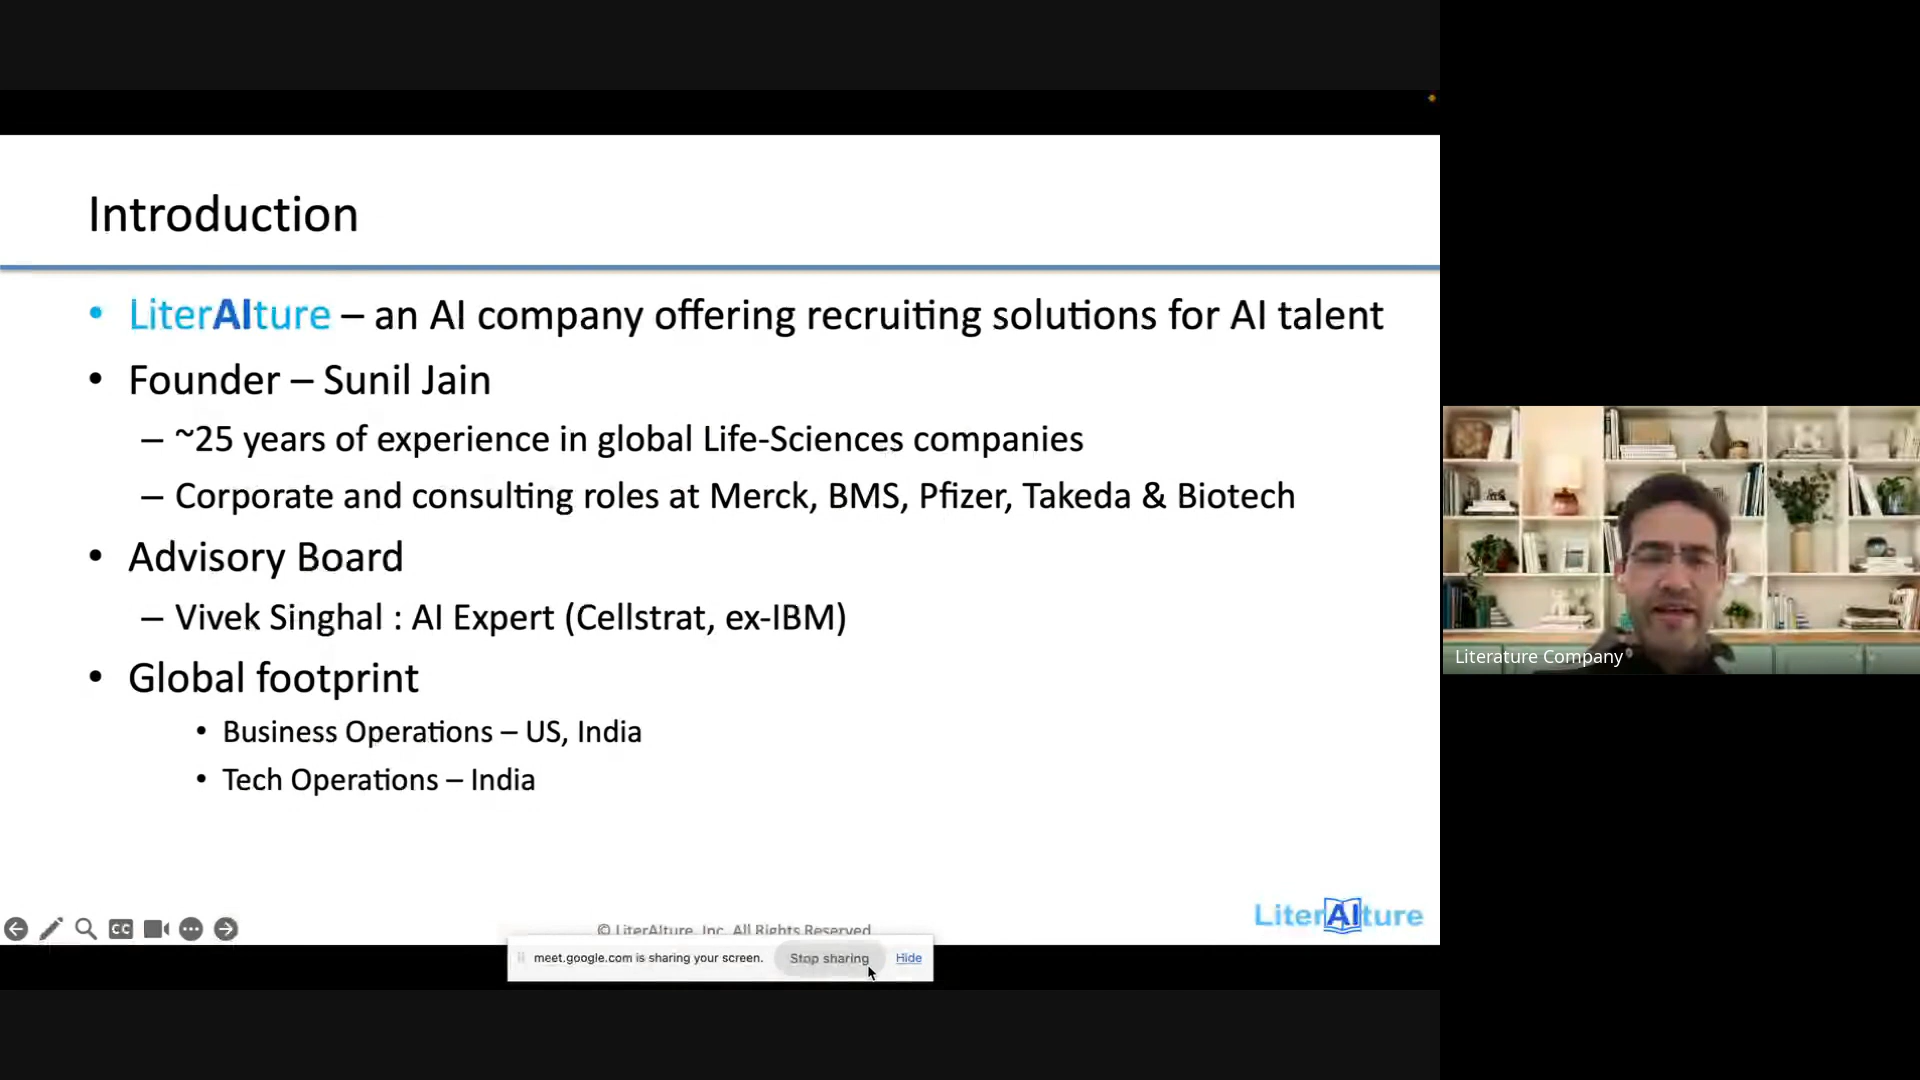 Introduction
• LiterAIture – an AI company offering recruiting solutions for AI talent
• Founder – Sunil Jain
– ~25 years of experience in global Life-Sciences companies
– Corporate and consulting roles at Merck, BMS, Pfizer, Takeda & Biotech
• Advisory Board
– Vivek Singhal : AI Expert (Cellstrat, ex-IBM)
• Global footprint
• Business Operations – US, India
• Tech Operations – India
Literature Company
CC
© LiterAIture, Inc. All Rights Reserved
LiterAIture
meet.google.com is sharing your screen. Stop sharing Hide